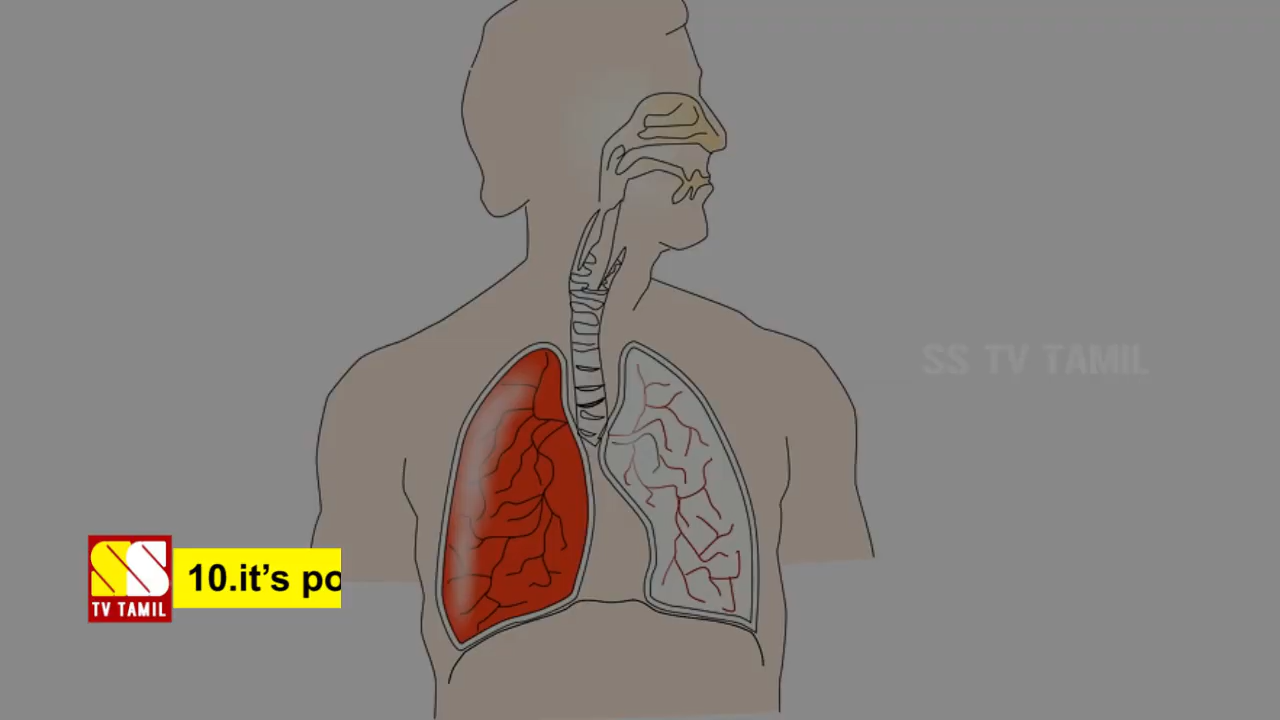 SS TV TAMIL
SS
TV TAMIL
10.it’s po